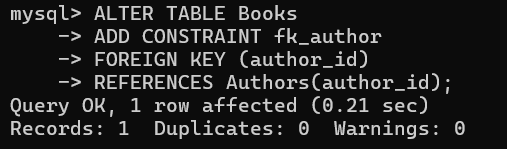 mysql> ALTER TABLE Books
    -> ADD CONSTRAINT fk_author
    -> FOREIGN KEY (author_id)
    -> REFERENCES Authors(author_id);
Query OK, 1 row affected (0.21 sec)
Records: 1  Duplicates: 0  Warnings: 0